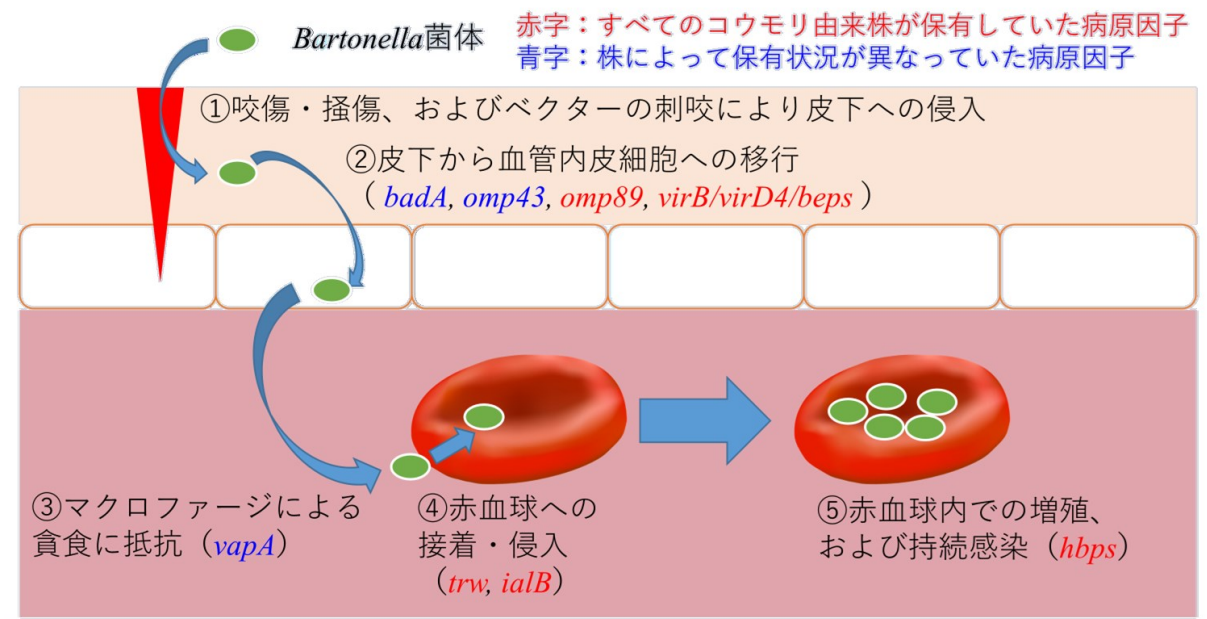 Bartonella菌体
赤字：すべてのコウモリ由来株が保有していた病原因子
青字：株によって保有状況が異なっていた病原因子
①咬傷・掻傷、およびベクターの刺咬により皮下への侵入
②皮下から血管内皮細胞への移行
（ badA, omp43, omp89, virB/virD4/beps ）
③マクロファージによる
貪食に抵抗（vapA）
④赤血球への
接着・侵入
（trw, ialB）
⑤赤血球内での増殖、
および持続感染（hbps）